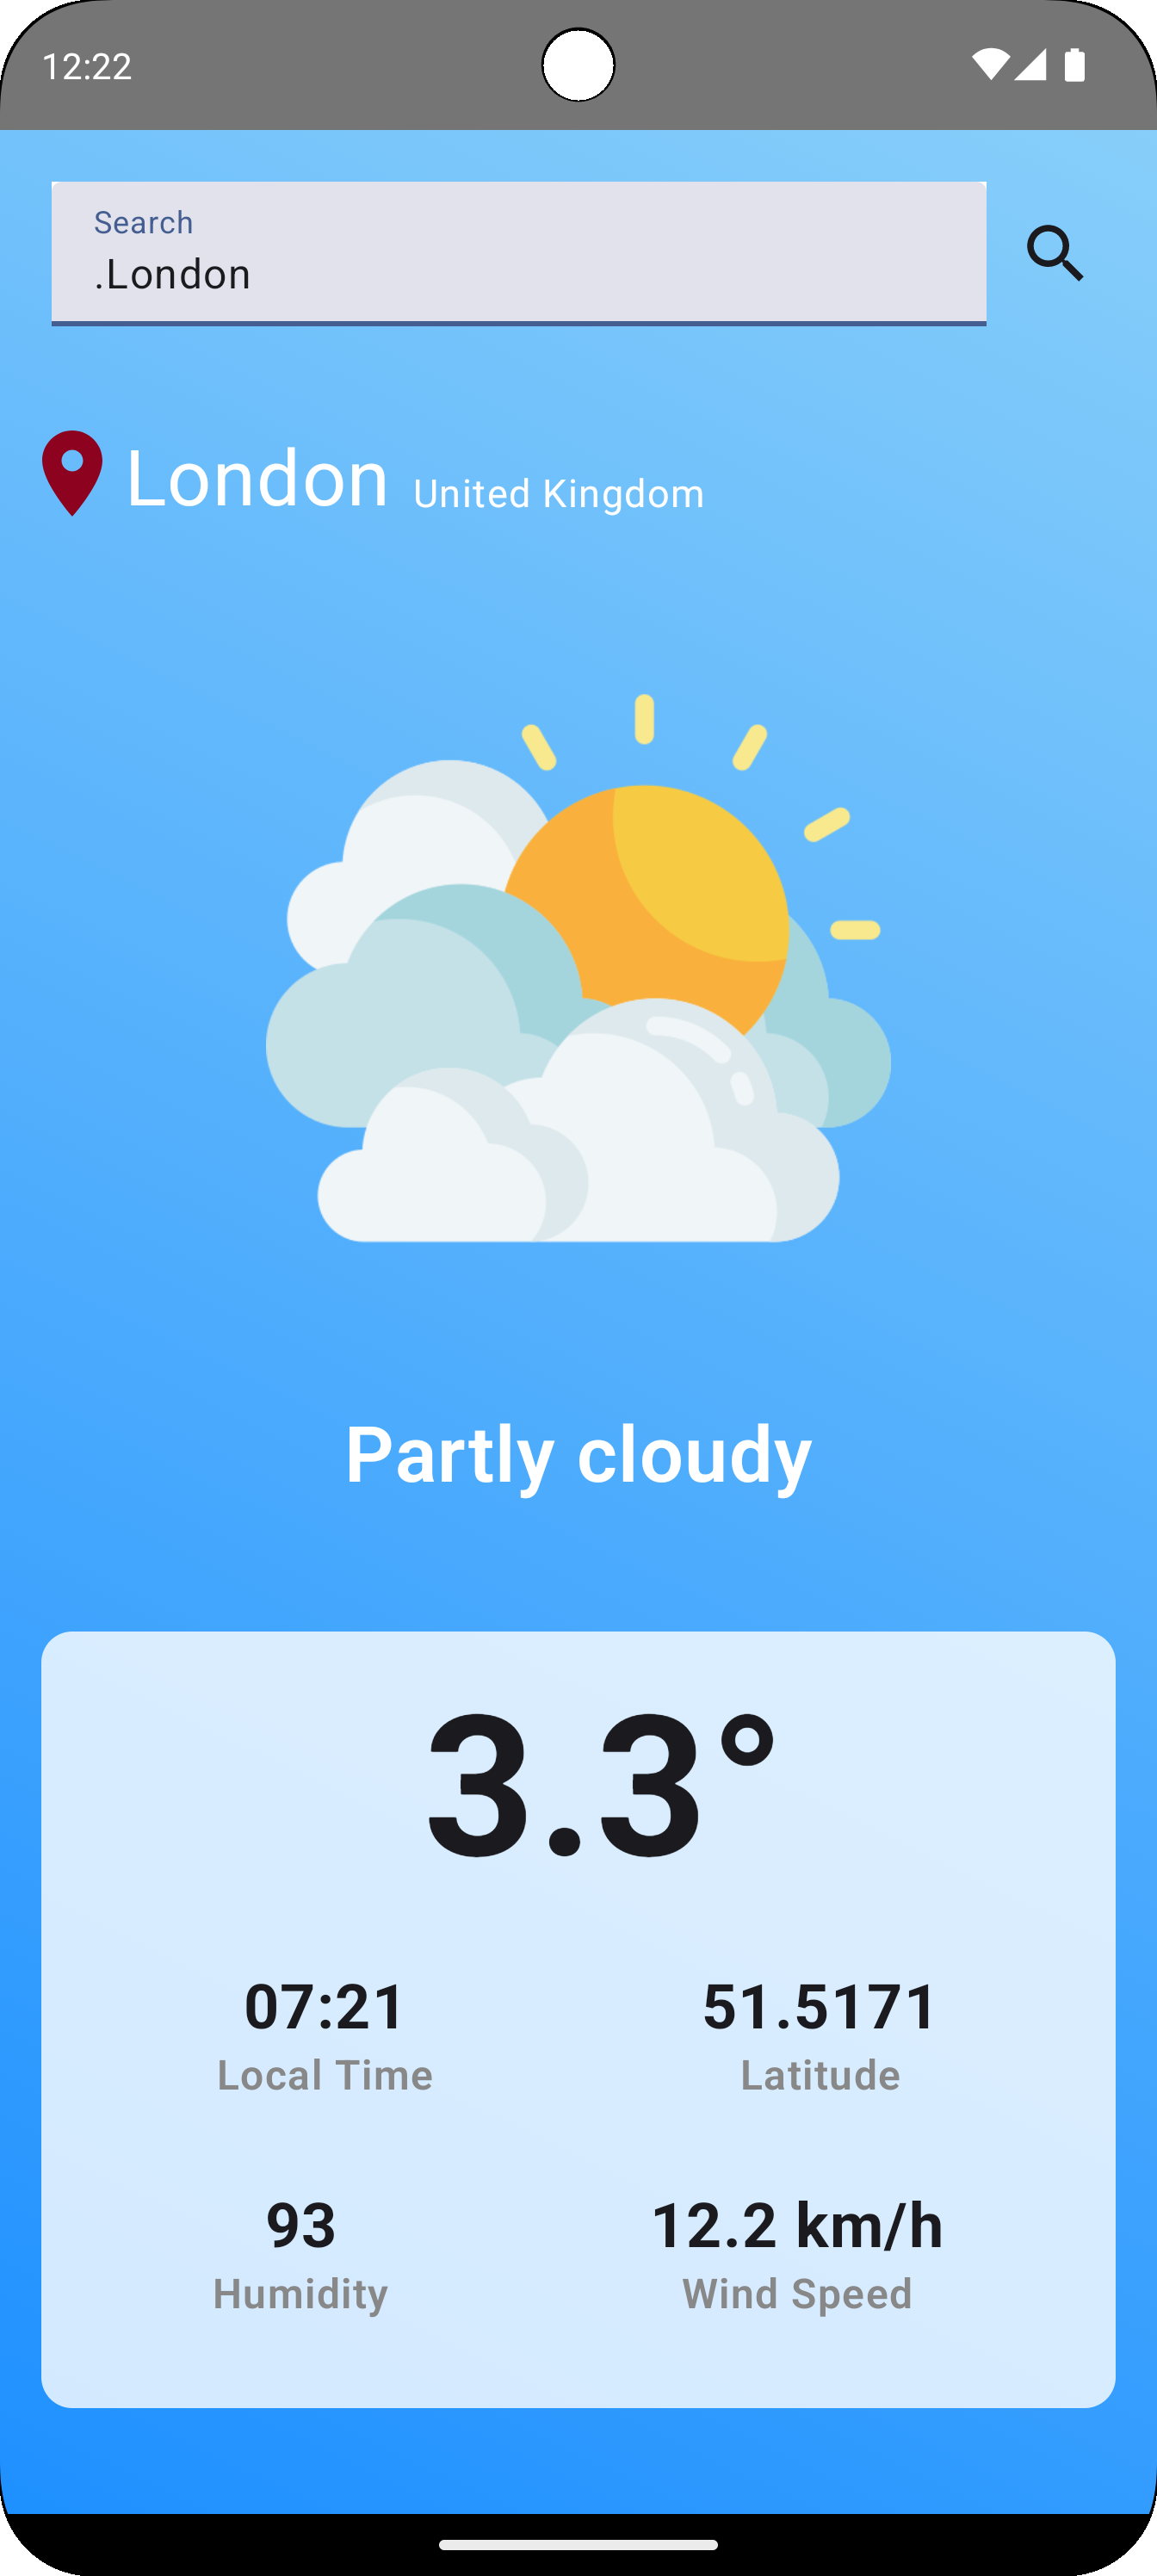 12:22
Search
.London
London United Kingdom
Partly cloudy
3.3°
07:21 51.5171
Local Time Latitude
93 12.2 km/h
Humidity Wind Speed